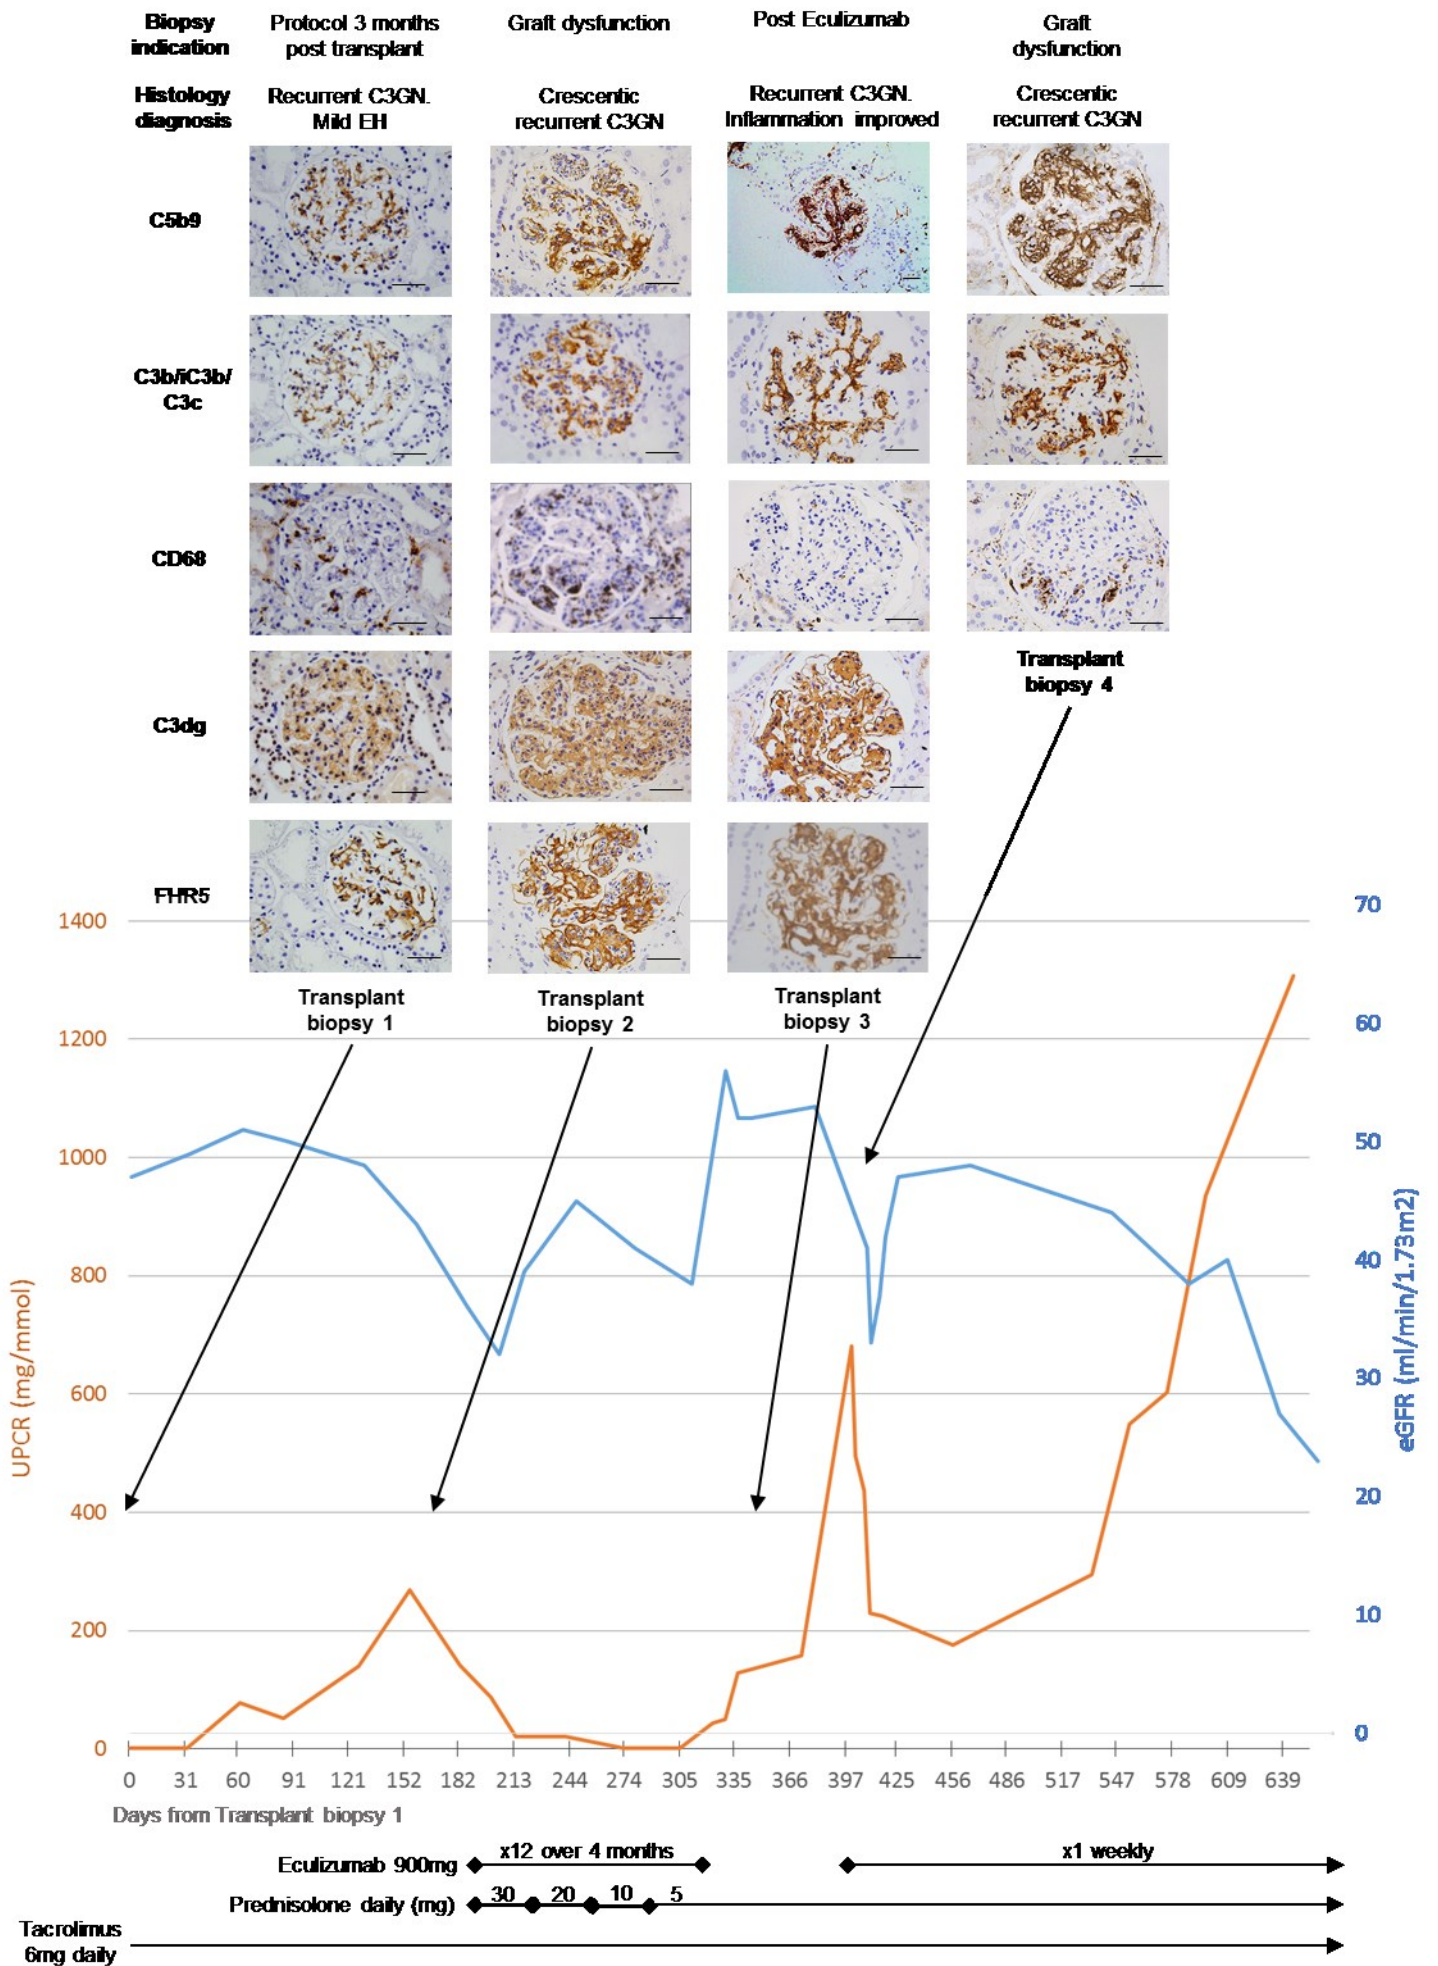 Biopsy
indication
Protocol 3 months
post transplant
Graft dysfunction
Post Eculizumab
Graft
dysfunction
Histology
diagnosis
Recurrent C3GN.
Mild EH
Crescentic
recurrent C3GN
Recurrent C3GN.
Inflammation improved
Crescentic
recurrent C3GN
C5b9
C3b/iC3b/
C3c
CD68
C3dg
FHR5
Transplant
biopsy 4
Transplant
biopsy 1
Transplant
biopsy 2
Transplant
biopsy 3
UPCR (mg/mmol)
1400
1200
1000
800
600
400
200
0
70
60
50
40
30
20
10
0
eGFR (ml/min/1.73m2)
0 31 60 91 121 152 182 213 244 274 305 335 366 397 425 456 486 517 547 578 609 639
Days from Transplant biopsy 1
Eculizumab 900mg x12 over 4 months x1 weekly
Prednisolone daily (mg) 30 20 10 5
Tacrolimus
6mg daily